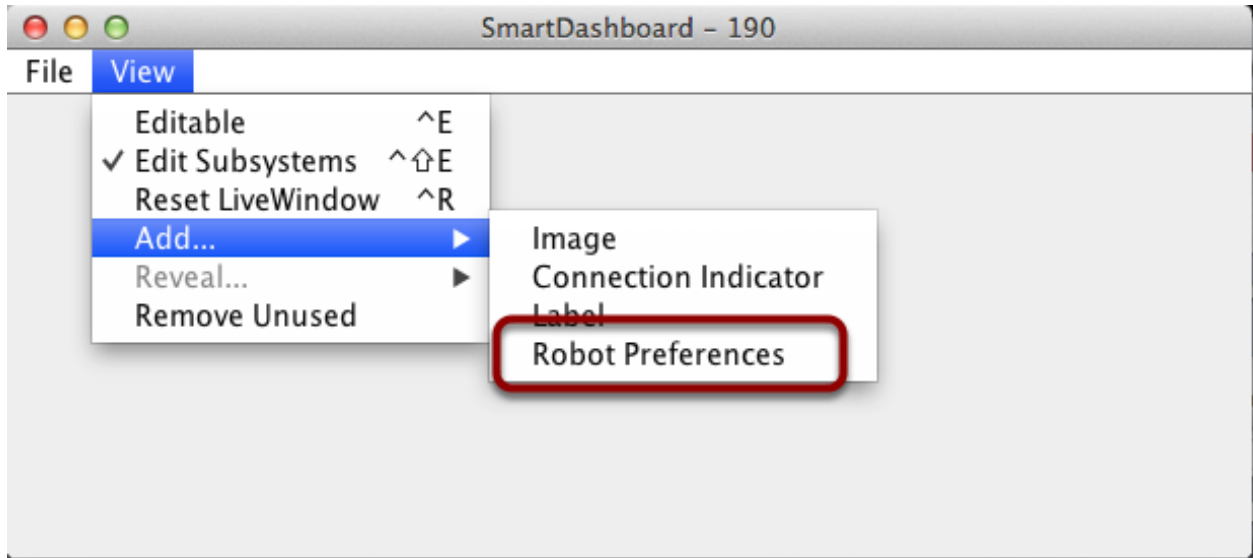 SmartDashboard – 190
File View
Editable ^E
✓ Edit Subsystems ^⇧E
Reset LiveWindow ^R
Add... ▶
Reveal... ▶
Remove Unused
Image
Connection Indicator
Label
Robot Preferences